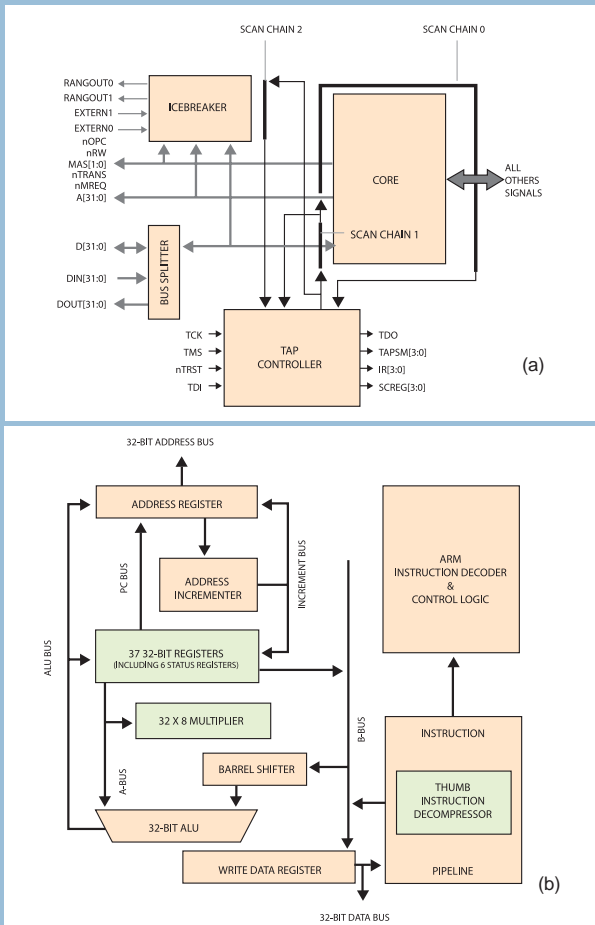 SCAN CHAIN 2
SCAN CHAIN 0
RANGOUT0
RANGOUT1
EXTERN1
EXTERN0
nOPC
nRW
MAS[1:0]
nTRANS
nMREQ
A[31:0]
ICEBREAKER
CORE
ALL
OTHERS
SIGNALS
SCAN CHAIN 1
D[31:0]
DIN[31:0]
DOUT[31:0]
BUS SPLITTER
TCK
TMS
nTRST
TDI
TAP
CONTROLLER
TDO
TAPSM[3:0]
IR[3:0]
SCREG[3:0]
(a)
32-BIT ADDRESS BUS
ADDRESS REGISTER
PC BUS
ADDRESS
INCREMENTER
INCREMENT BUS
ALU BUS
37 32-BIT REGISTERS
(INCLUDING 6 STATUS REGISTERS)
32 X 8 MULTIPLIER
A-BUS
B-BUS
BARREL SHIFTER
32-BIT ALU
WRITE DATA REGISTER
32-BIT DATA BUS
ARM
INSTRUCTION DECODER
&
CONTROL LOGIC
INSTRUCTION
THUMB
INSTRUCTION
DECOMPRESSOR
PIPELINE
(b)